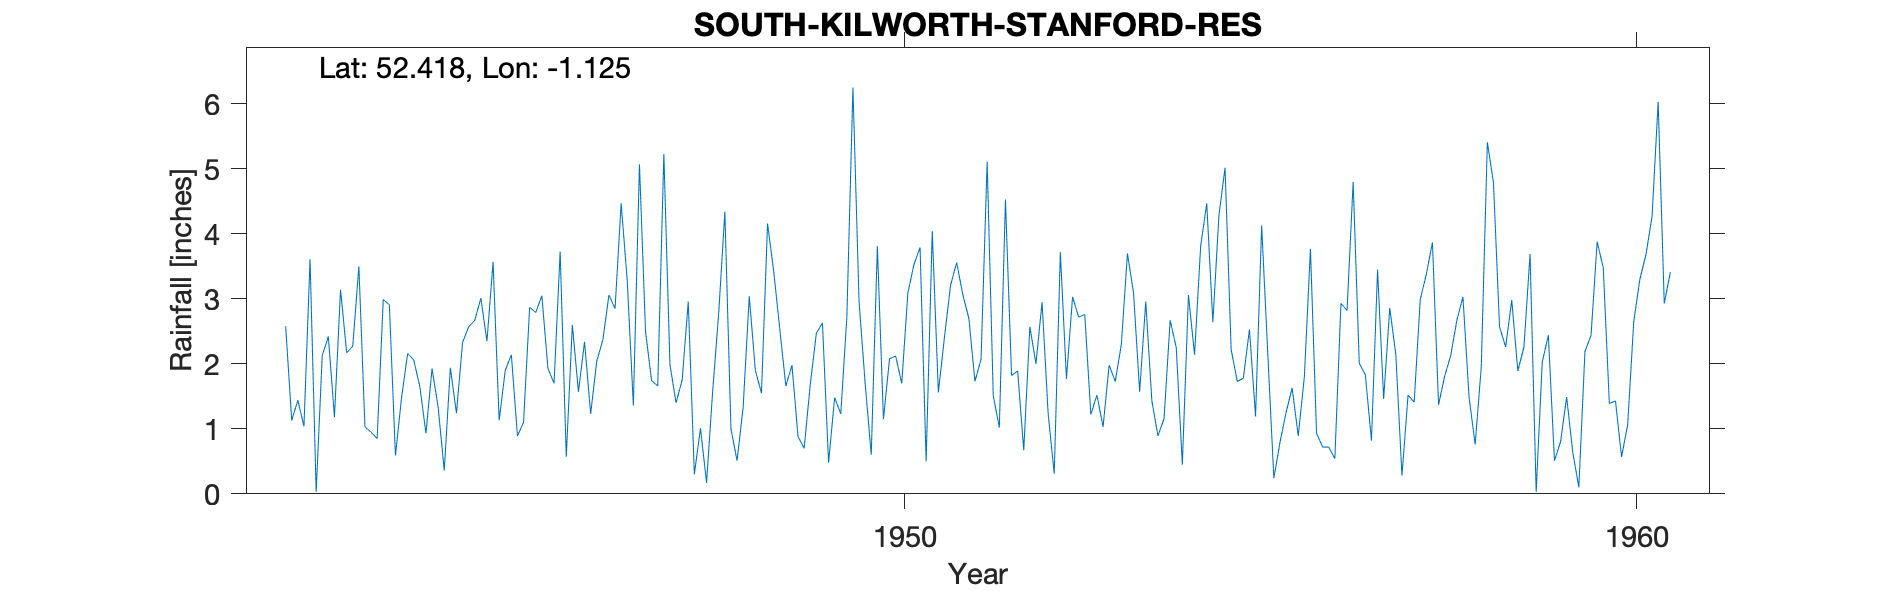 SOUTH-KILWORTH-STANFORD-RES
Lat: 52.418, Lon: -1.125
6
5
4
3
2
1
0
Rainfall [inches]
1950
1960
Year